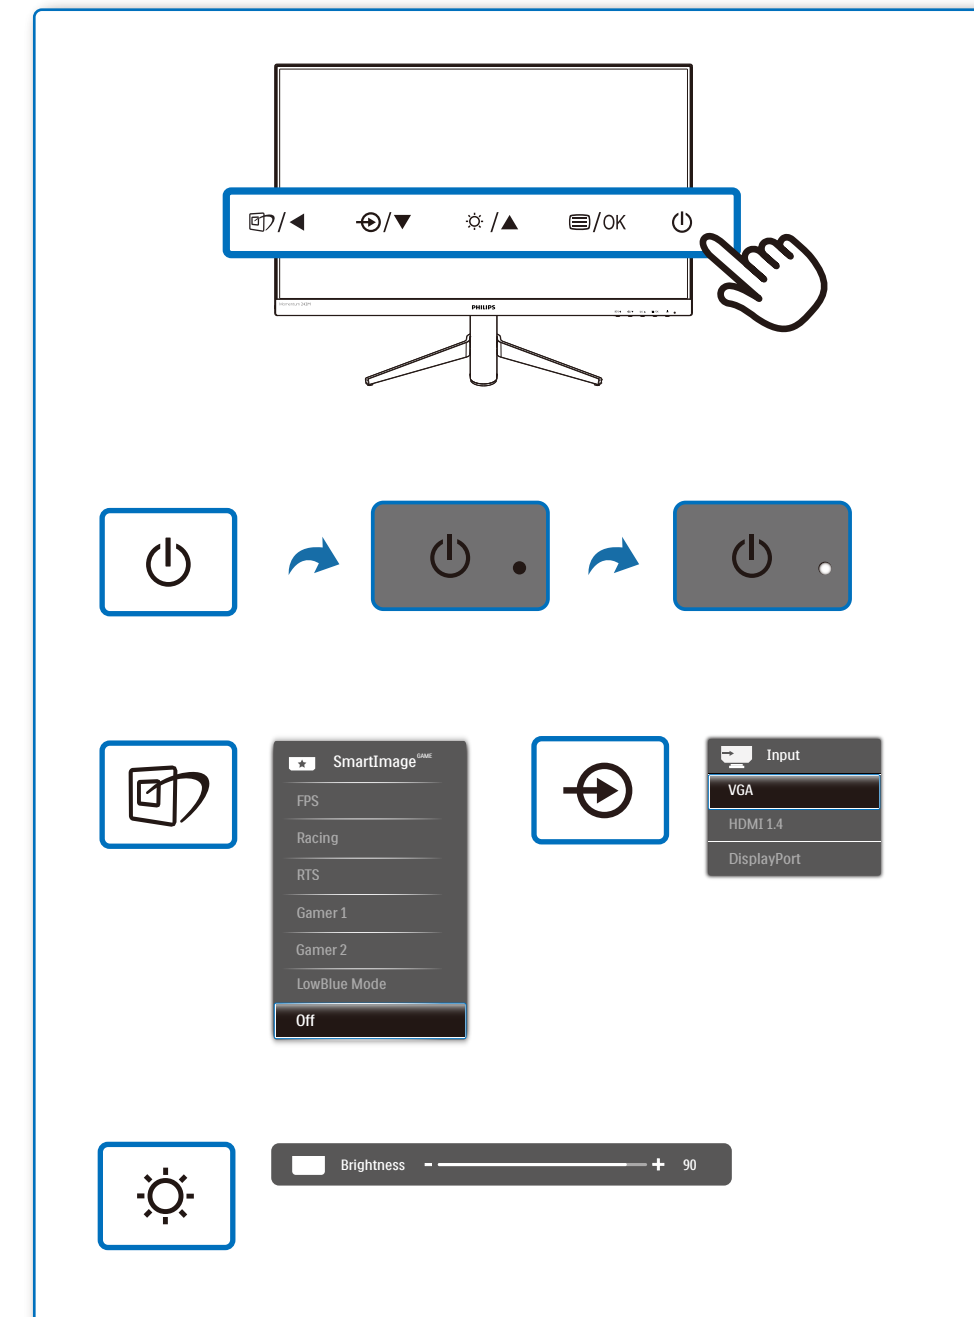 /OK
PHILIPS
SmartImage GAME
FPS
Racing
RTS
Gamer 1
Gamer 2
LowBlue Mode
Off
Input
VGA
HDMI 1.4
DisplayPort
Brightness - + 90